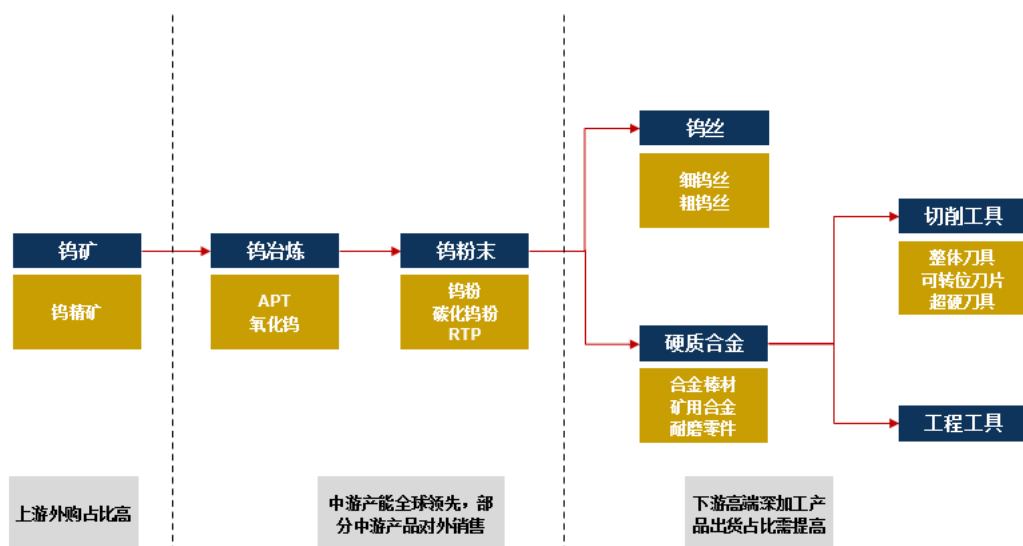 钨矿
钨精矿
上游外购占比高
钨冶炼
APT
氧化钨
钨粉末
钨粉
碳化钨粉
RTP
中游产能全球领先，部
分中游产品对外销售
钨丝
细钨丝
粗钨丝
硬质合金
合金棒材
矿用合金
耐磨零件
切削工具
整体刀具
可转位刀片
超硬刀具
工程工具
下游高端深加工产
品出货占比需提高